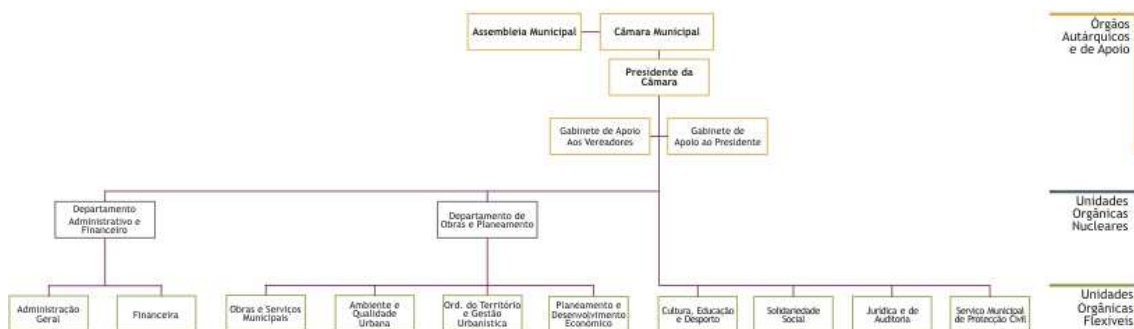 Assembleia Municipal
Câmara Municipal
Órgãos
Autárquicos
e de Apoio
Presidente da
Câmara
Gabinete de Apoio
Aos Vereadores
Gabinete de
Apoio ao Presidente
Departamento
Administrativo e
Financeiro
Departamento de
Obras e Planeamento
Unidades
Orgânicas
Nucleares
Administração
Geral
Financeira
Obras e Serviços
Municipais
Ambiente e
Qualidade
Urbana
Ord. do Território
e Gestão
Urbanística
Planeamento e
Desenvolvimento
Económico
Cultura, Educação
e Desporto
Solidariedade
Social
Jurídica e de
Auditoria
Serviço Municipal
de Protecção Civil
Unidades
Orgânicas
Flexíveis